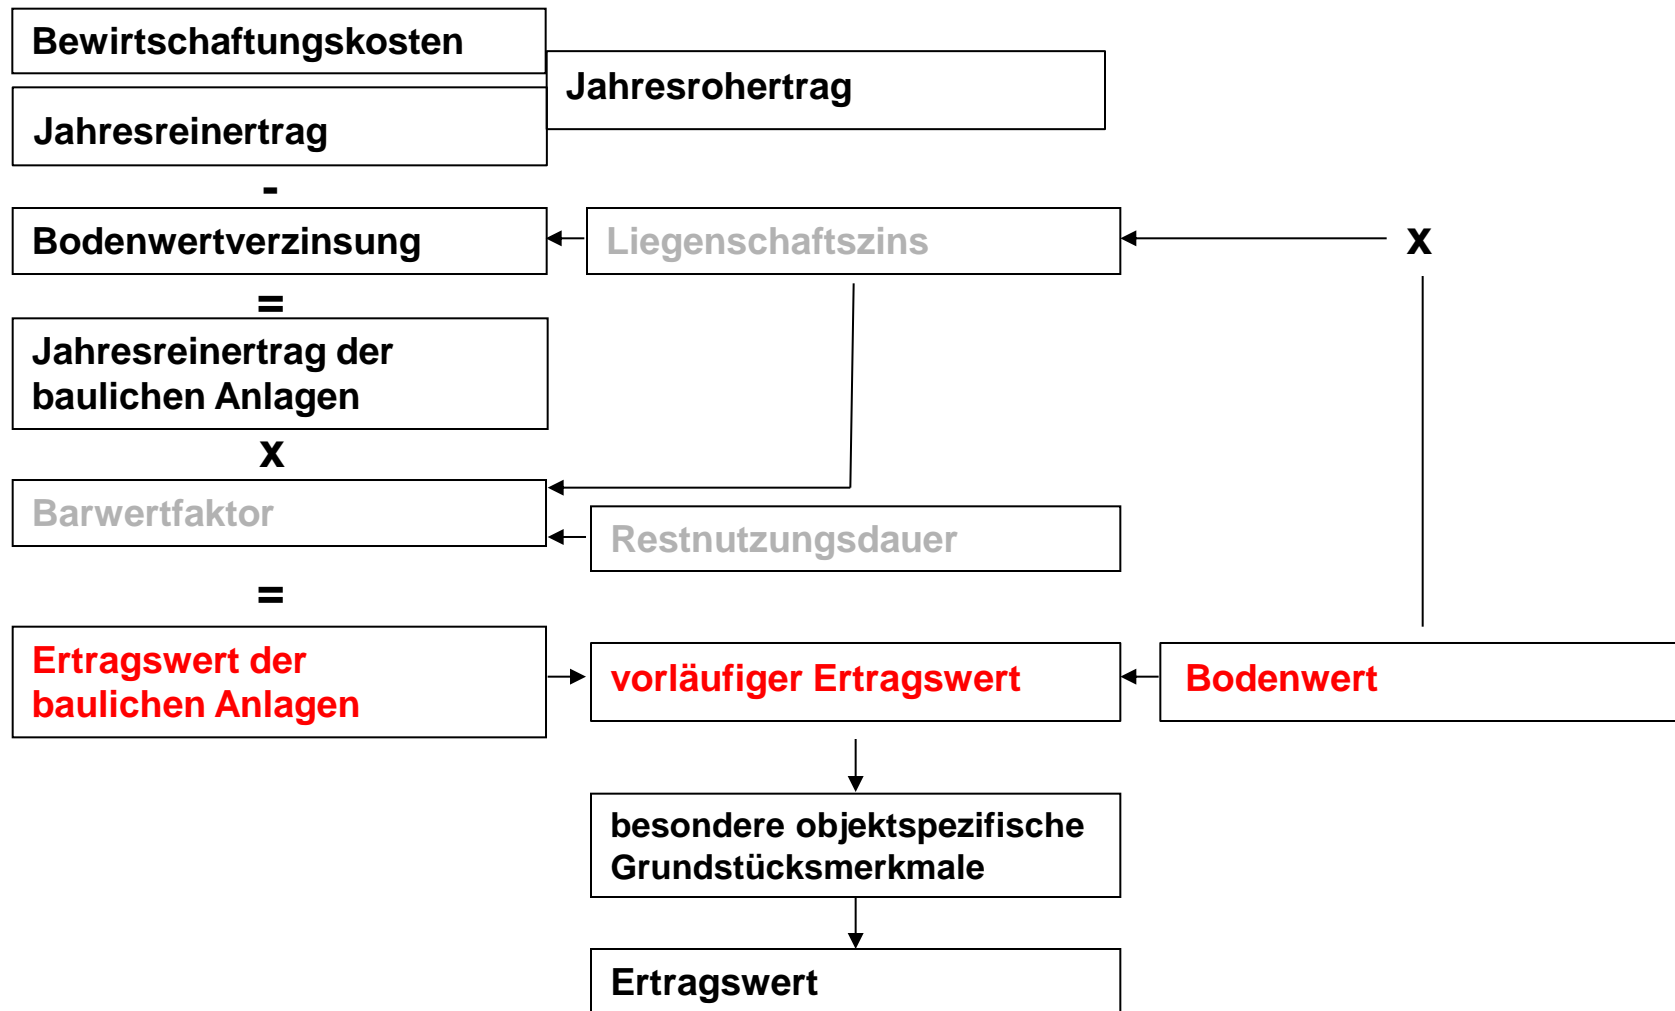 Bewirtschaftungskosten
Jahresrohertrag
Jahresreinertrag
-
Bodenwertverzinsung
Liegenschaftszins
x
=
Jahresreinertrag der
baulichen Anlagen
x
Barwertfaktor
Restnutzungsdauer
=
Ertragswert der
baulichen Anlagen
vorläufiger Ertragswert
Bodenwert
besondere objektspezifische
Grundstücksmerkmale
Ertragswert